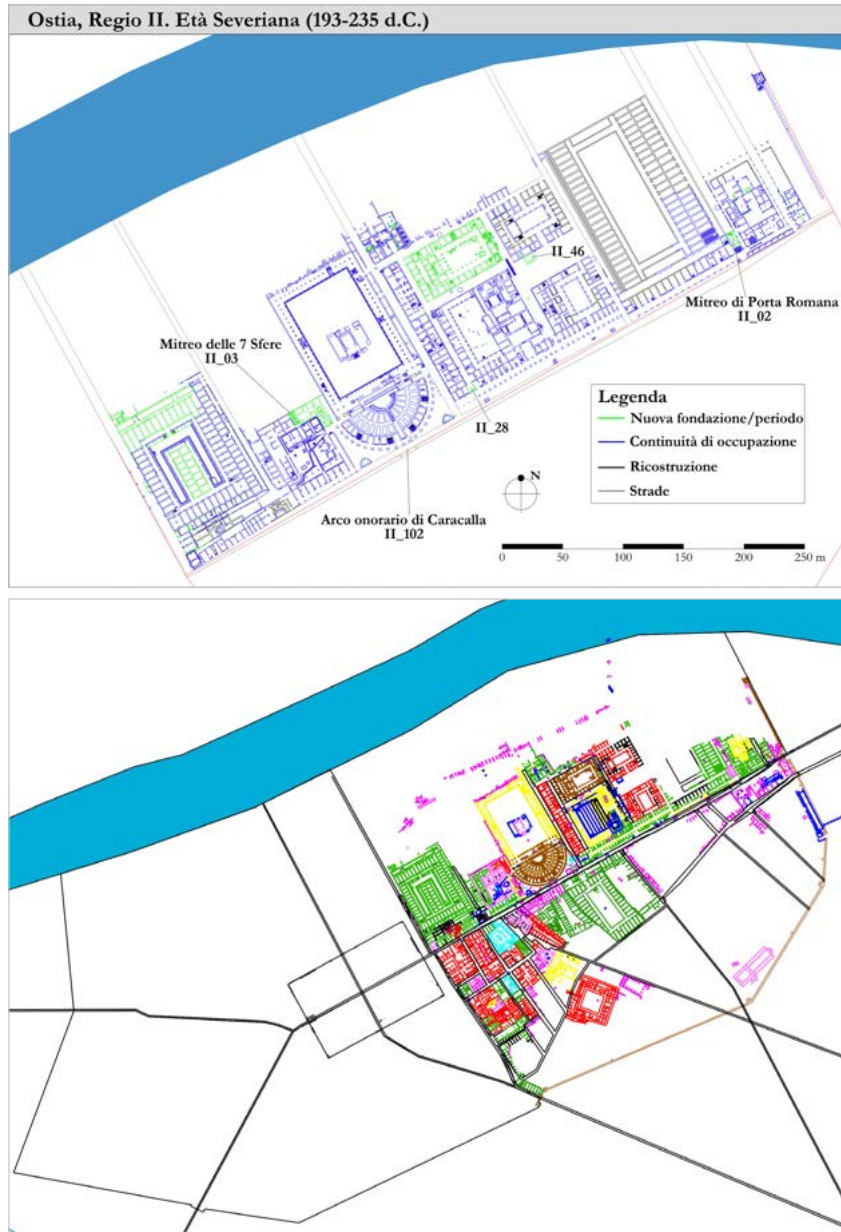 Ostia, Regio II. Età Severiana (193-235 d.C.)
II_46
Mitreo di Porta Romana
II_02
Mitreo delle 7 Sfere
II_03
II_28
Arco onorario di Caracalla
II_102
Legenda
Nuova fondazione/periodo
Continuità di occupazione
Ricostruzione
Strade
N
0 50 100 150 200 250 m